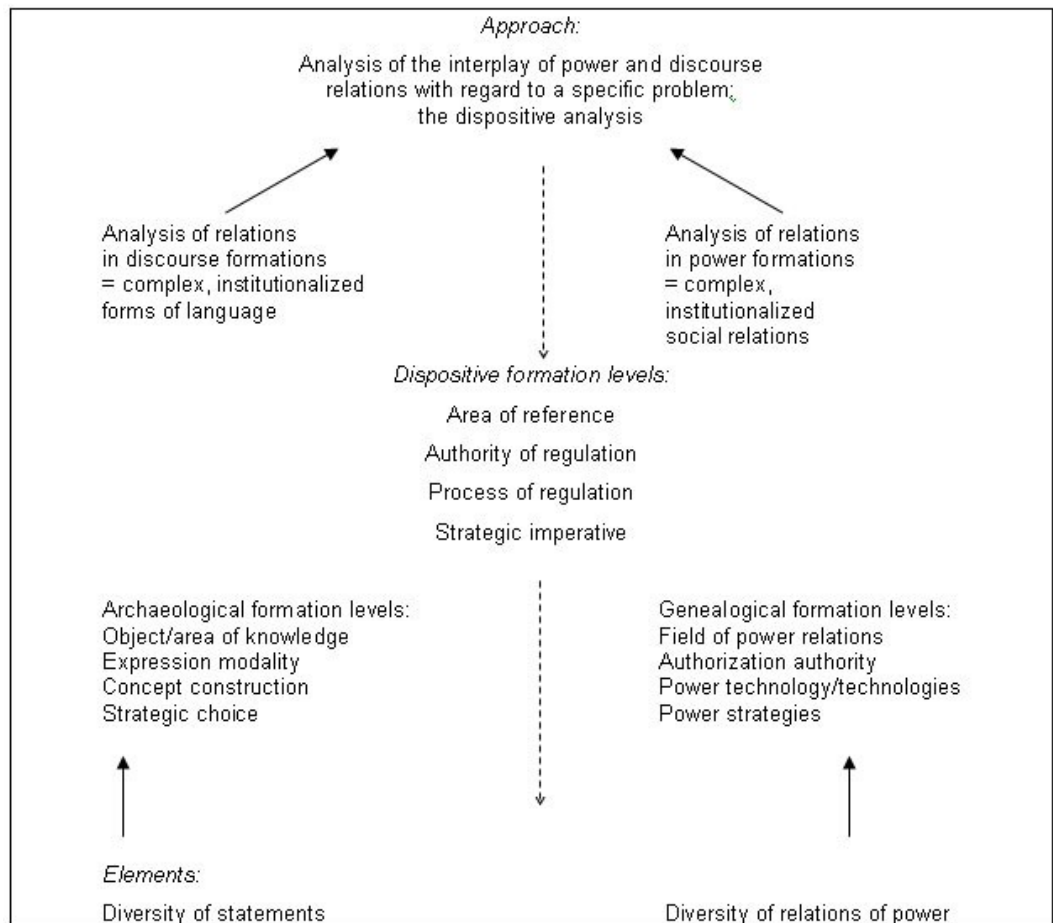 Approach:
Analysis of the interplay of power and discourse
relations with regard to a specific problem;
the dispositive analysis
Analysis of relations
in discourse formations
= complex, institutionalized
forms of language
Analysis of relations
in power formations
= complex,
institutionalized
social relations
Dispositive formation levels:
Area of reference
Authority of regulation
Process of regulation
Strategic imperative
Archaeological formation levels:
Object/area of knowledge
Expression modality
Concept construction
Strategic choice
Genealogical formation levels:
Field of power relations
Authorization authority
Power technology/technologies
Power strategies
Elements:
Diversity of statements
Diversity of relations of power